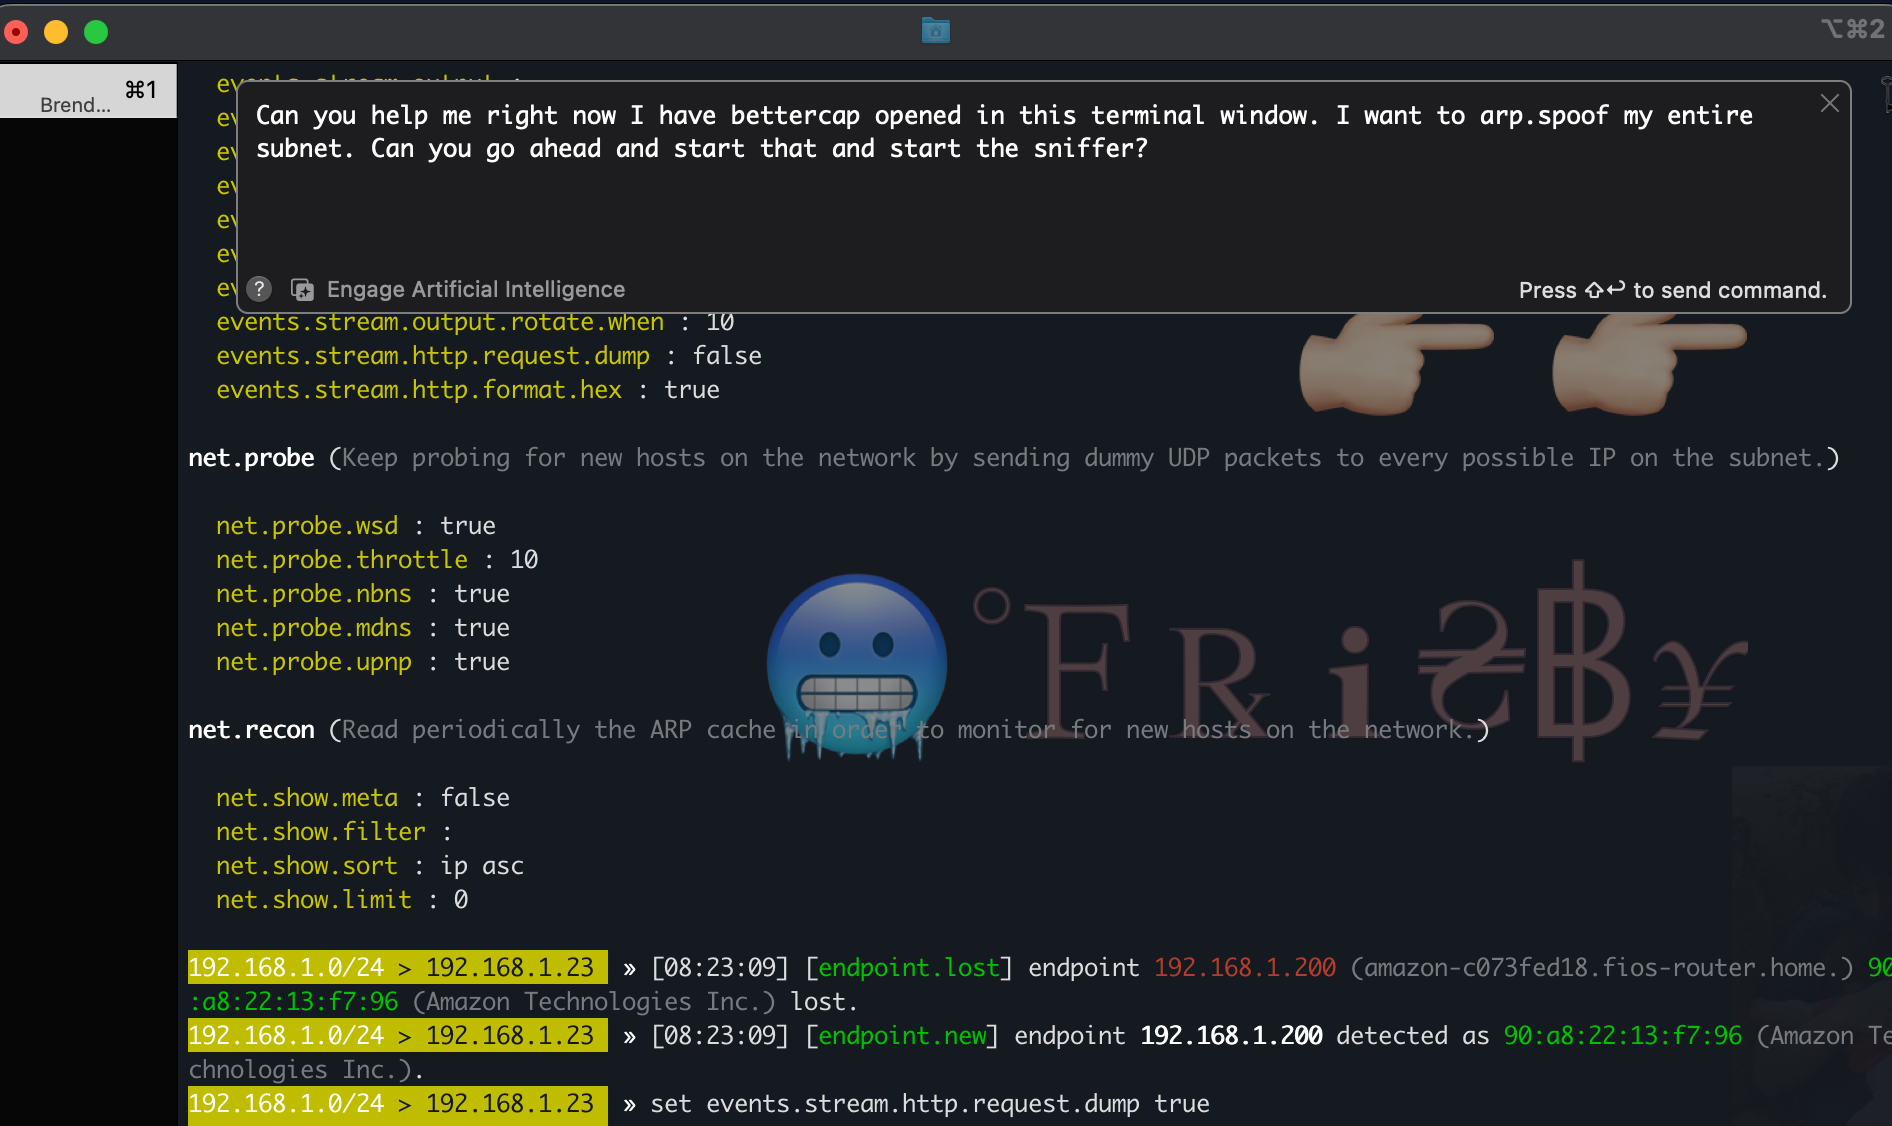 ⌥⌘2
⌘1
Brend...
Can you help me right now I have bettercap opened in this terminal window. I want to arp.spoof my entire
subnet. Can you go ahead and start that and start the sniffer?
? Engage Artificial Intelligence
Press ⇧↩ to send command.
events.stream.output.rotate.when : 10
events.stream.http.request.dump : false
events.stream.http.format.hex : true
net.probe (Keep probing for new hosts on the network by sending dummy UDP packets to every possible IP on the subnet.)
net.probe.wsd : true
net.probe.throttle : 10
net.probe.nbns : true
net.probe.mdns : true
net.probe.upnp : true
°Fʀi₴฿¥
net.recon (Read periodically the ARP cache in order to monitor for new hosts on the network.)
net.show.meta : false
net.show.filter :
net.show.sort : ip asc
net.show.limit : 0
192.168.1.0/24 > 192.168.1.23 » [08:23:09] [endpoint.lost] endpoint 192.168.1.200 (amazon-c073fed18.fios-router.home.) 90
:a8:22:13:f7:96 (Amazon Technologies Inc.) lost.
192.168.1.0/24 > 192.168.1.23 » [08:23:09] [endpoint.new] endpoint 192.168.1.200 detected as 90:a8:22:13:f7:96 (Amazon Te
chnologies Inc.).
192.168.1.0/24 > 192.168.1.23 » set events.stream.http.request.dump true